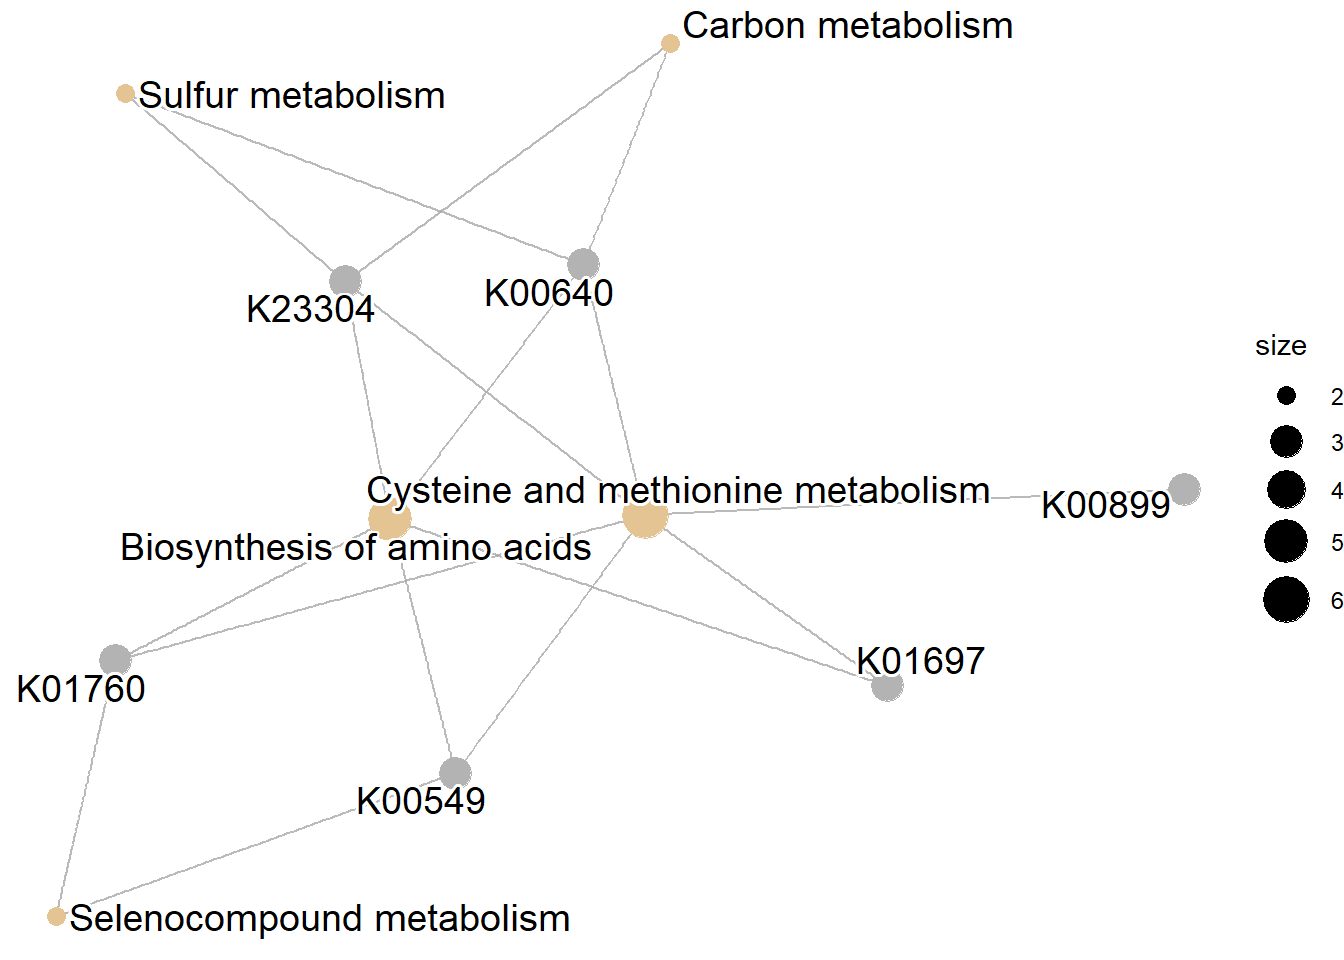 Carbon metabolism
Sulfur metabolism
K23304
K00640
size
2
3
4
5
6
Cysteine and methionine metabolism
K00899
Biosynthesis of amino acids
K01697
K01760
K00549
Selenocompound metabolism